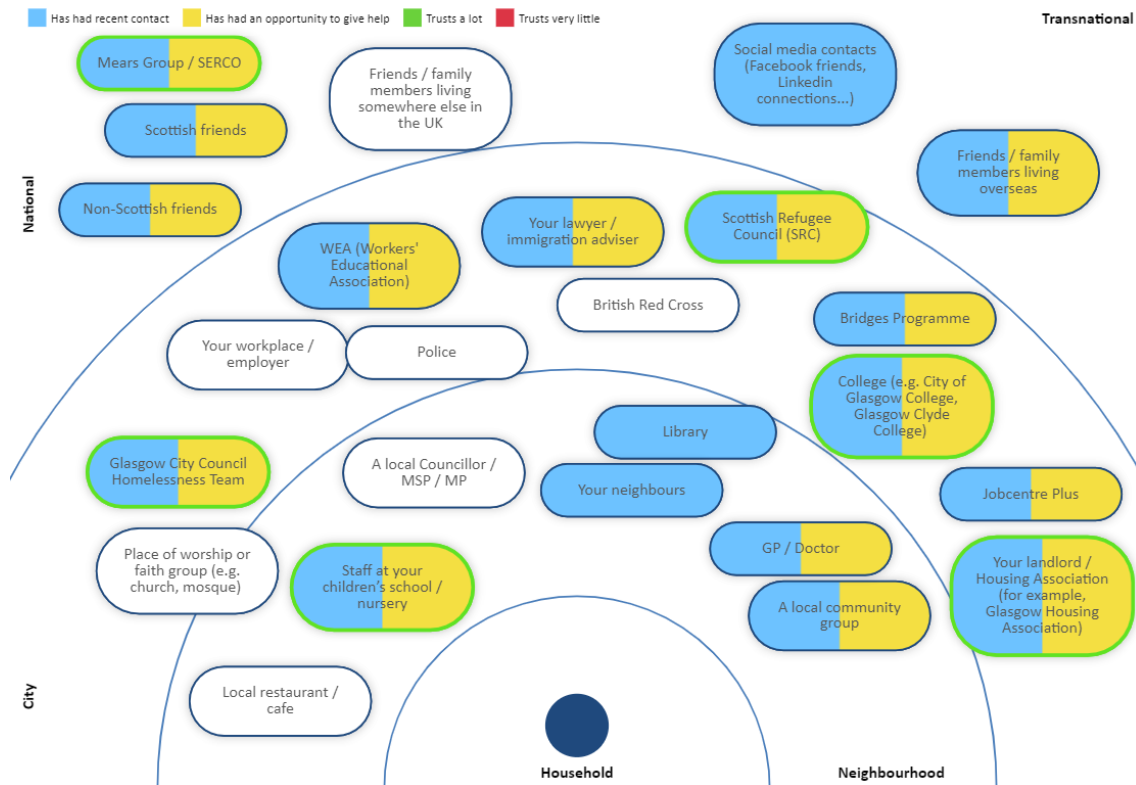 Has had recent contact
Has had an opportunity to give help
Trusts a lot
Trusts very little
Transnational
Mears Group / SERCO
Friends / family
members living
somewhere else in
the UK
Social media contacts
(Facebook friends,
Linkedin
connections...)
Scottish friends
Friends / family
members living
overseas
National
Non-Scottish friends
WEA (Workers'
Educational
Association)
Your lawyer /
immigration adviser
Scottish Refugee
Council (SRC)
British Red Cross
Bridges Programme
Your workplace /
employer
Police
College (e.g. City of
Glasgow College,
Glasgow Clyde
College)
Library
Glasgow City Council
Homelessness Team
A local Councillor /
MSP / MP
Your neighbours
Jobcentre Plus
Place of worship or
faith group (e.g.
church, mosque)
Staff at your
children’s school /
nursery
GP / Doctor
A local community
group
Your landlord /
Housing Association
(for example,
Glasgow Housing
Association)
City
Local restaurant /
cafe
Household
Neighbourhood